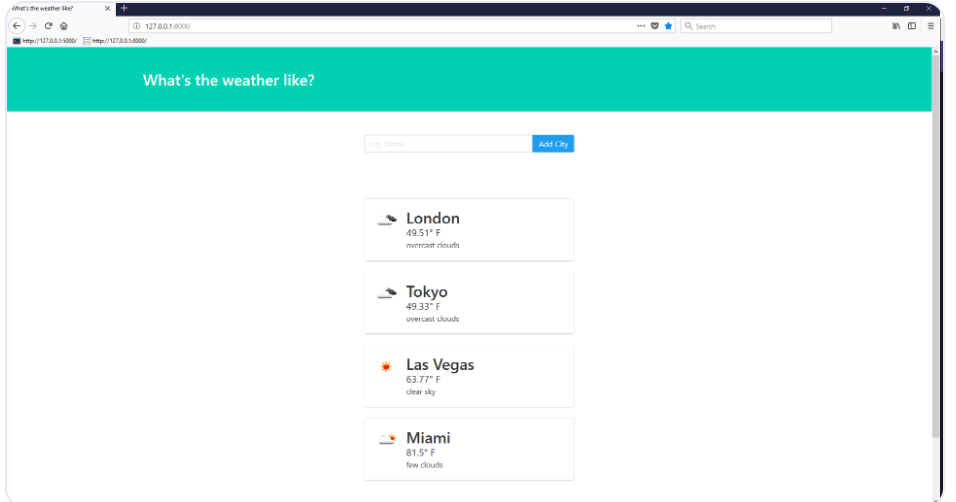 What's the weather like?
127.0.0.1:8000
Search
http://127.0.0.1:5000/ http://127.0.0.1:8000/
What's the weather like?
City Name
Add City
London
49.51° F
overcast clouds
Tokyo
49.33° F
overcast clouds
Las Vegas
63.77° F
clear sky
Miami
81.5° F
few clouds